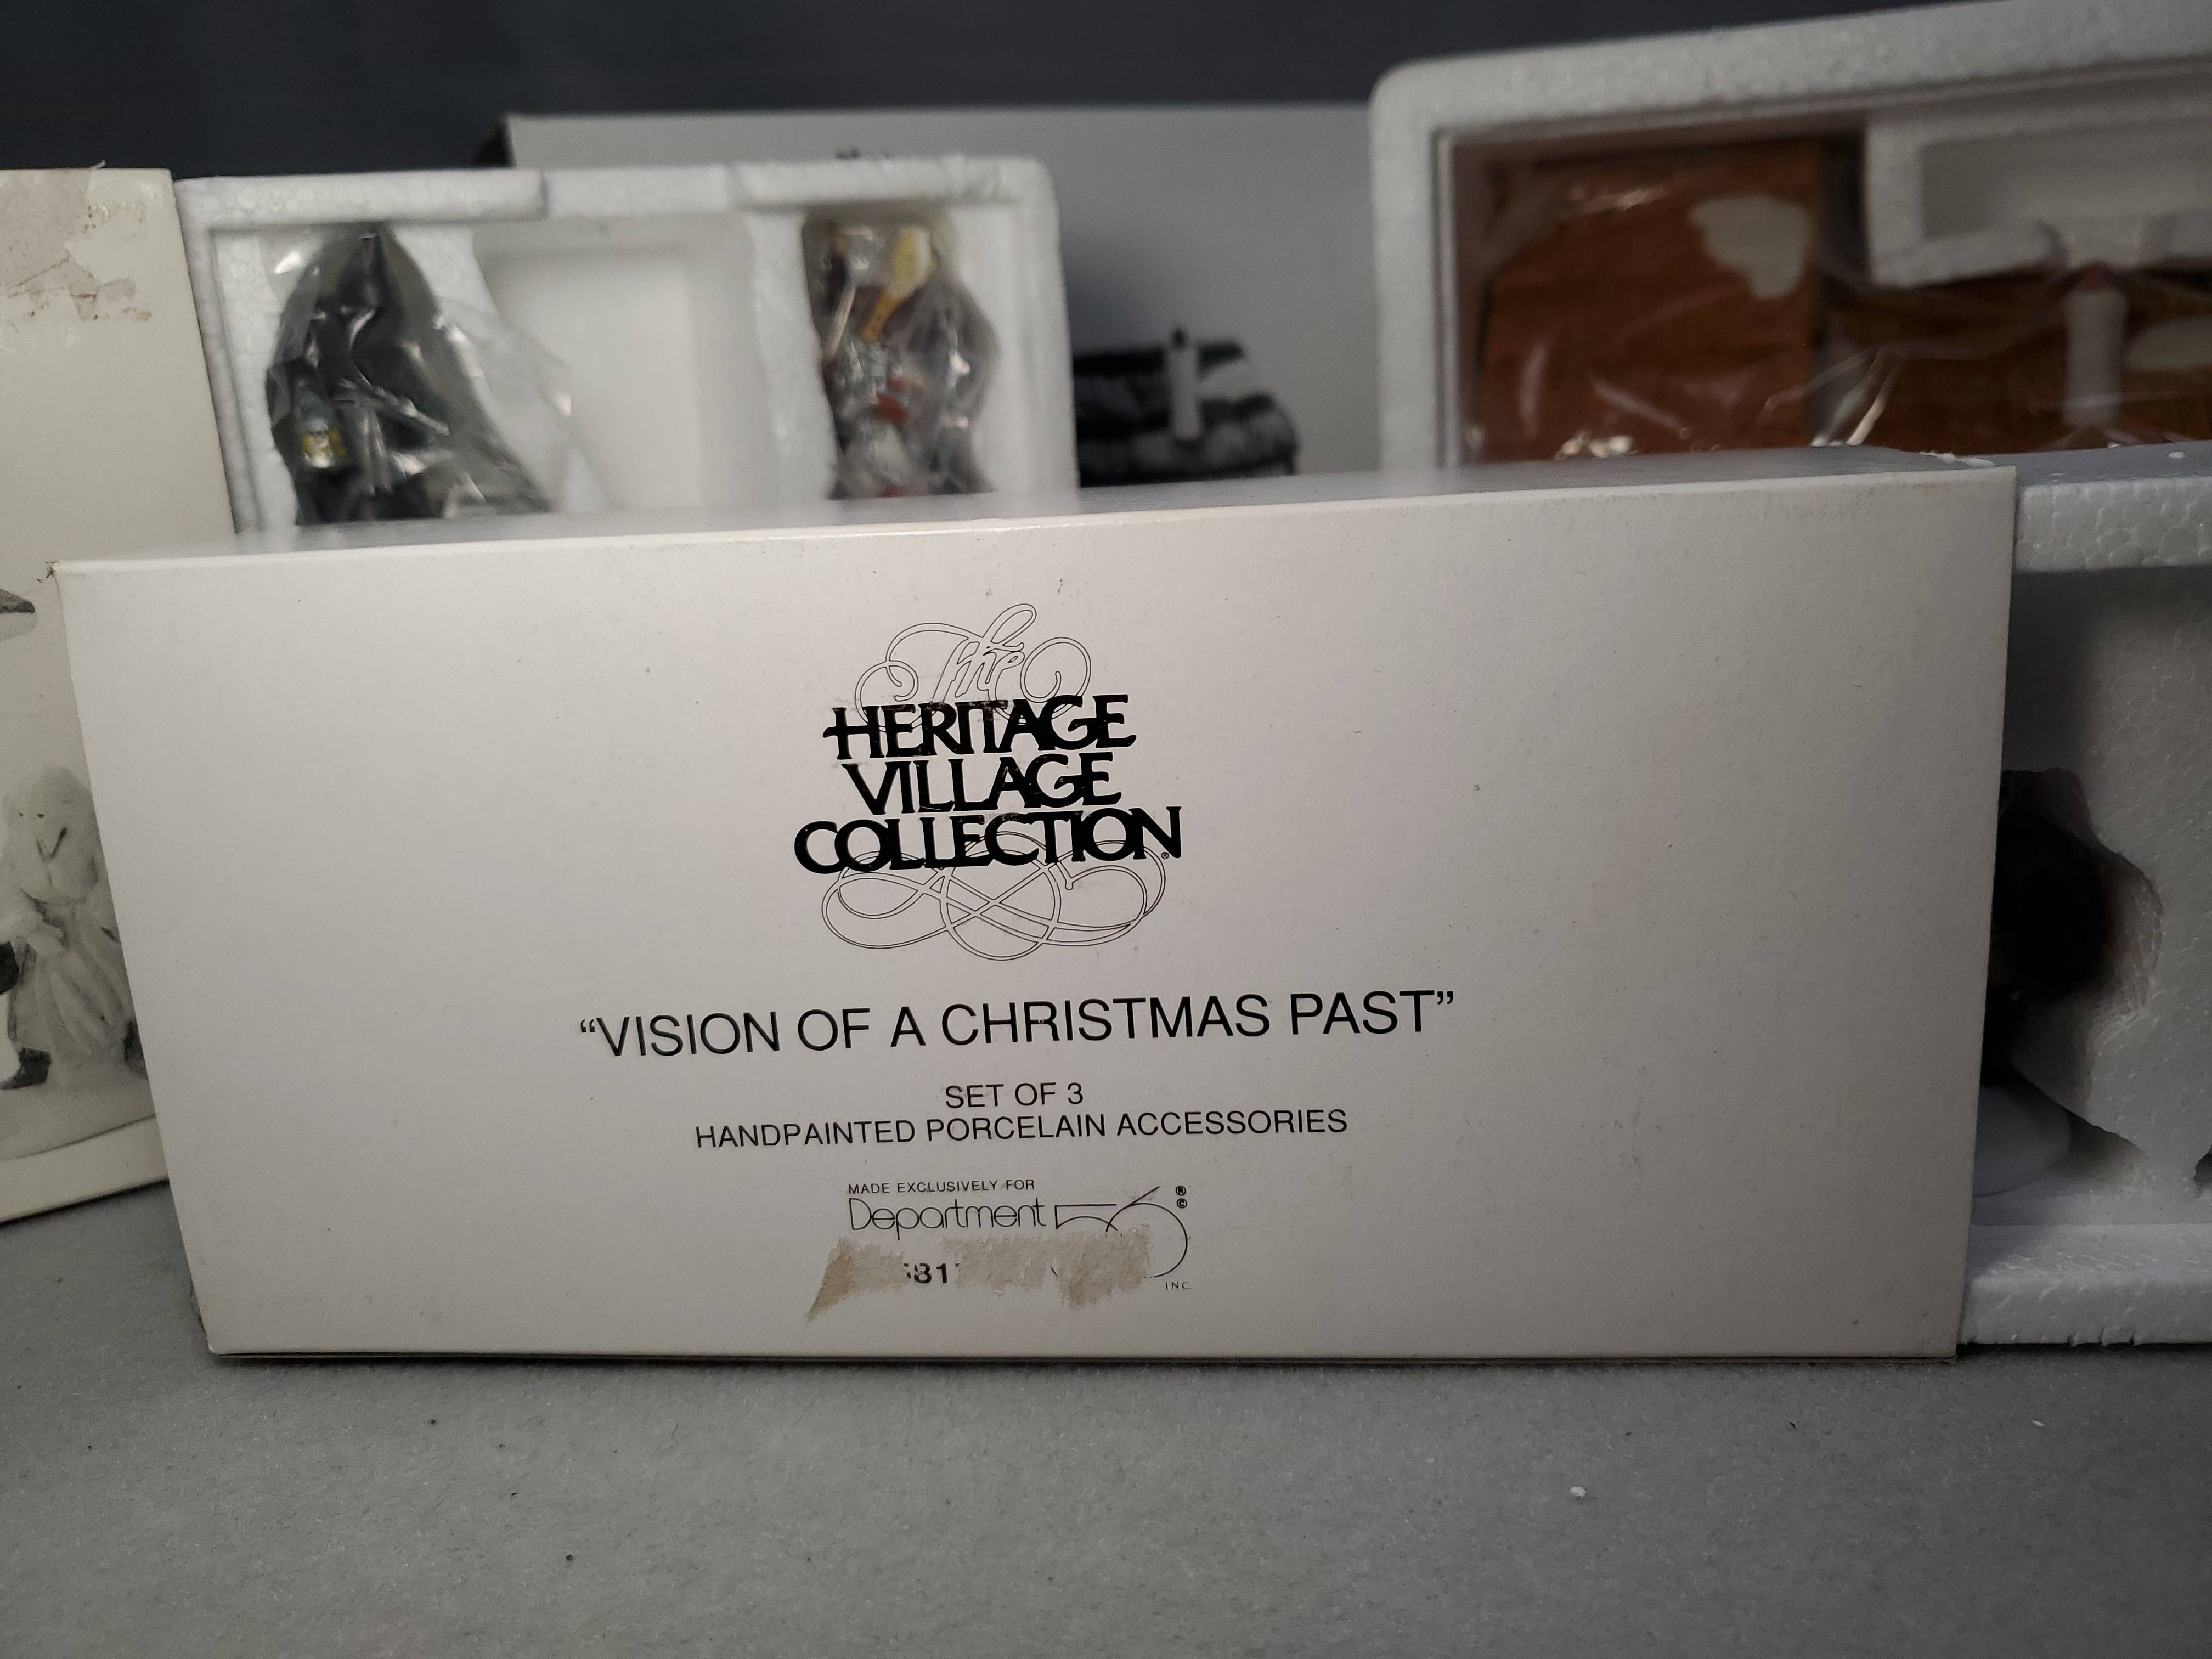 The
HERITAGE
VILLAGE
COLLECTION®
“VISION OF A CHRISTMAS PAST”
SET OF 3
HANDPAINTED PORCELAIN ACCESSORIES
MADE EXCLUSIVELY FOR
Department 56 ® ©
INC.